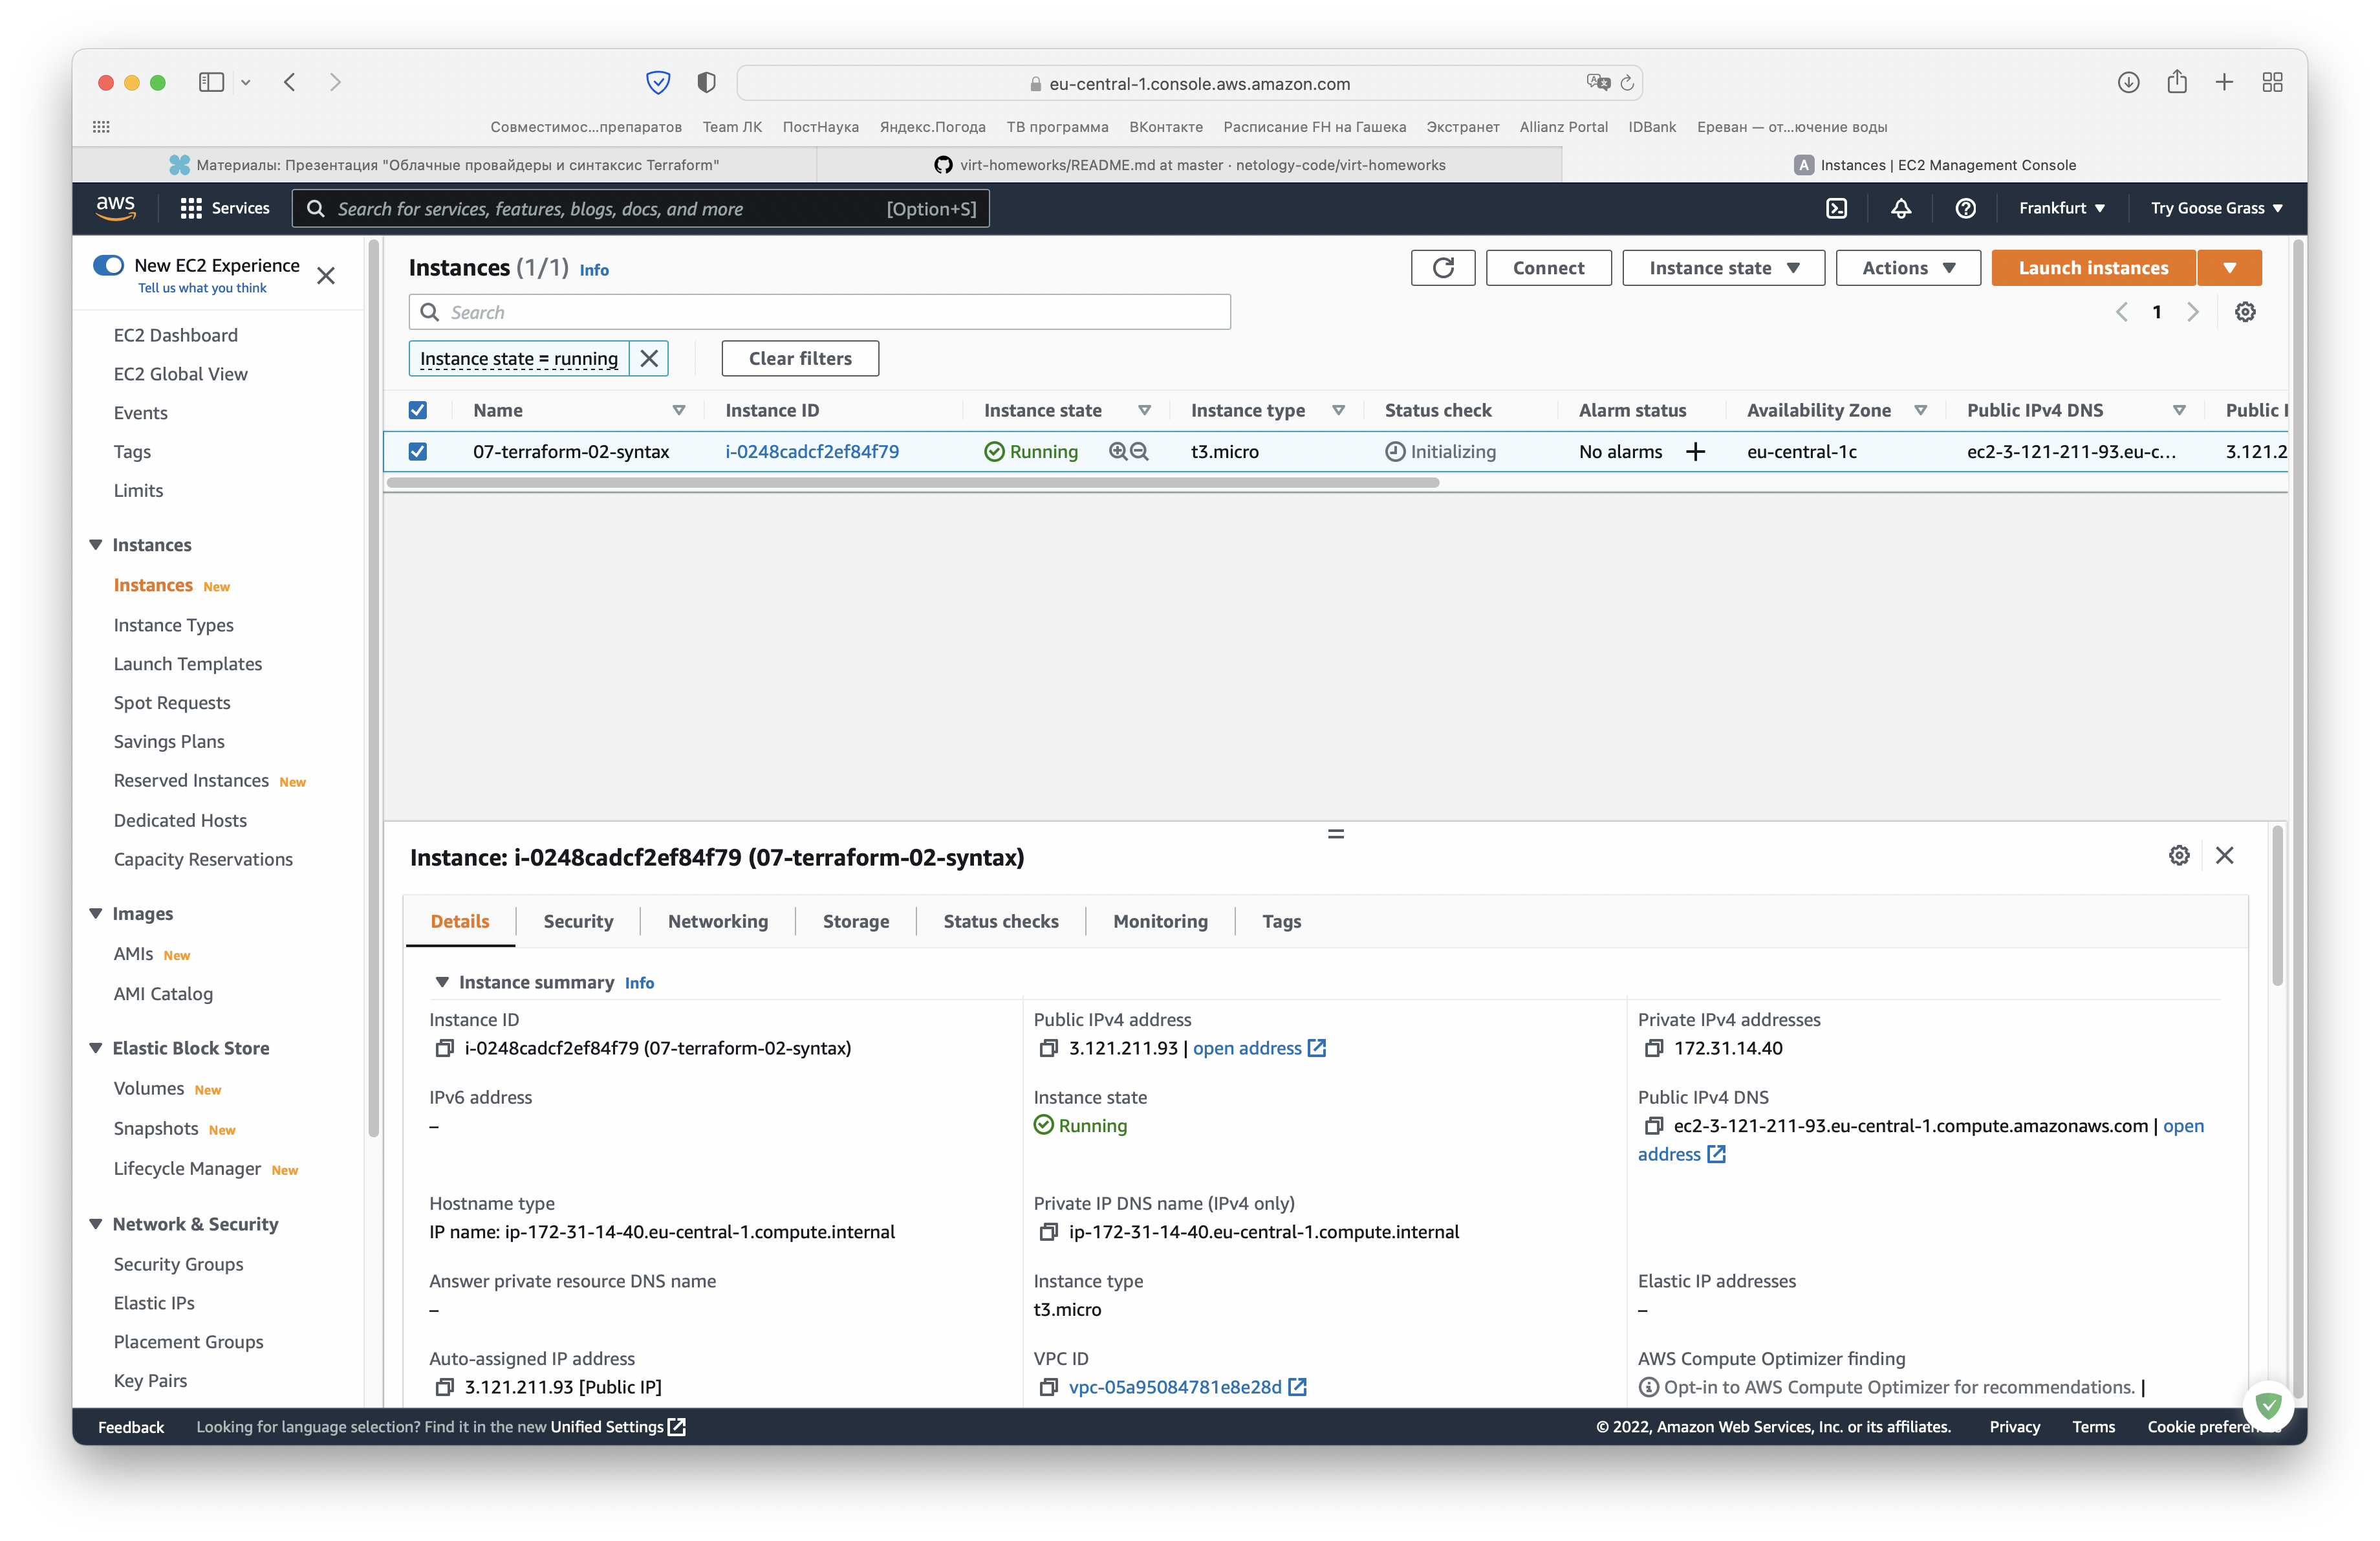 eu-central-1.console.aws.amazon.com
Совместимос...препаратов Team ЛК ПостНаука Яндекс.Погода ТВ программа ВКонтакте Расписание FH на Гашека Экстранет Allianz Portal IDBank Ереван — от...ючение воды
Материалы: Презентация "Облачные провайдеры и синтаксис Terraform" virt-homeworks/README.md at master · netology-code/virt-homeworks A Instances | EC2 Management Console
aws Services Search for services, features, blogs, docs, and more [Option+S] Frankfurt Try Goose Grass
New EC2 Experience
Tell us what you think
EC2 Dashboard
EC2 Global View
Events
Tags
Limits
Instances
Instances New
Instance Types
Launch Templates
Spot Requests
Savings Plans
Reserved Instances New
Dedicated Hosts
Capacity Reservations
Images
AMIs New
AMI Catalog
Elastic Block Store
Volumes New
Snapshots New
Lifecycle Manager New
Network & Security
Security Groups
Elastic IPs
Placement Groups
Key Pairs
Instances (1/1) Info Connect Instance state Actions Launch instances
Search 1
Instance state = running Clear filters
Name Instance ID Instance state Instance type Status check Alarm status Availability Zone Public IPv4 DNS Public I
07-terraform-02-syntax i-0248cadcf2ef84f79 Running t3.micro Initializing No alarms eu-central-1c ec2-3-121-211-93.eu-c... 3.121.2
Instance: i-0248cadcf2ef84f79 (07-terraform-02-syntax)
Details Security Networking Storage Status checks Monitoring Tags
Instance summary Info
Instance ID Public IPv4 address Private IPv4 addresses
i-0248cadcf2ef84f79 (07-terraform-02-syntax) 3.121.211.93 | open address 172.31.14.40
IPv6 address Instance state Public IPv4 DNS
– Running ec2-3-121-211-93.eu-central-1.compute.amazonaws.com | open
address
Hostname type Private IP DNS name (IPv4 only)
IP name: ip-172-31-14-40.eu-central-1.compute.internal ip-172-31-14-40.eu-central-1.compute.internal
Answer private resource DNS name Instance type Elastic IP addresses
– t3.micro –
Auto-assigned IP address VPC ID AWS Compute Optimizer finding
3.121.211.93 [Public IP] vpc-05a95084781e8e28d Opt-in to AWS Compute Optimizer for recommendations. |
Feedback Looking for language selection? Find it in the new Unified Settings © 2022, Amazon Web Services, Inc. or its affiliates. Privacy Terms Cookie preferen